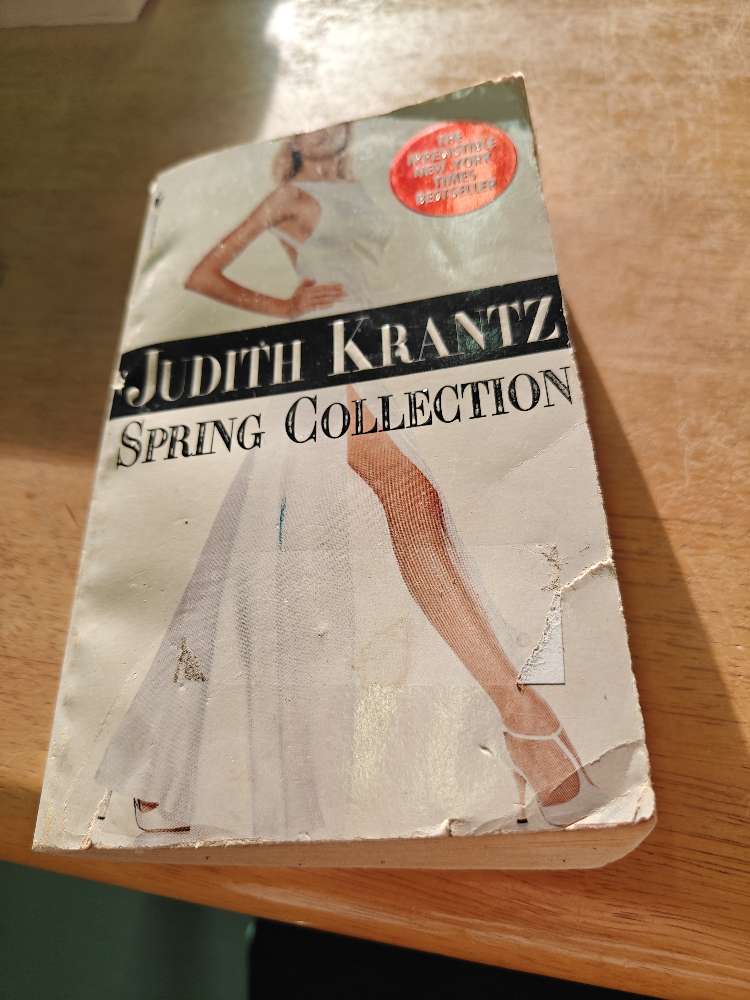 THE
IRRESISTIBLE
NEW YORK
TIMES
BESTSELLER
JUDITH KRANTZ
SPRING COLLECTION